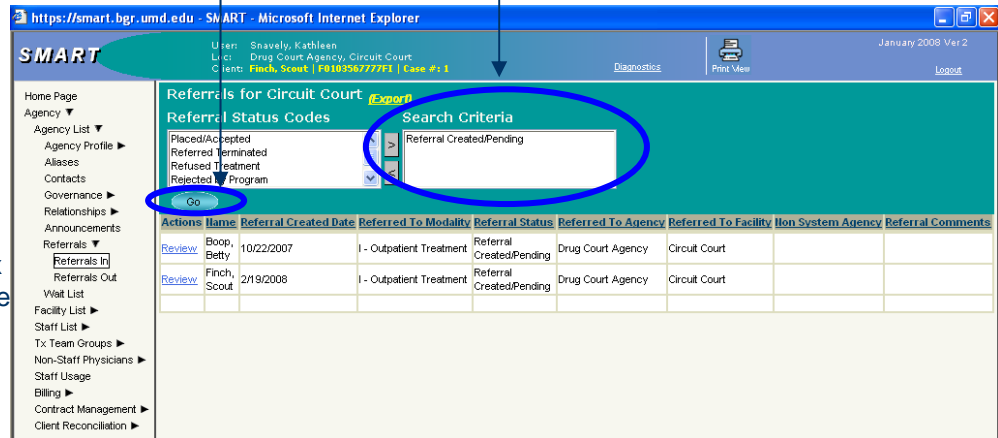 https://smart.bgr.umd.edu - SMART - Microsoft Internet Explorer
SMART
User: Snavely, Kathleen
Loc: Drug Court Agency, Circuit Court
Client: Finch, Scout | F0103567777FI | Case #: 1
Diagnostics
Print View
January 2008 Ver2
Logout
Home Page
Agency ▼
Agency List ▼
Agency Profile ►
Aliases
Contacts
Governance ►
Relationships ►
Announcements
Referrals ▼
Referrals In
Referrals Out
Wait List
Facility List ►
Staff List ►
Tx Team Groups ►
Non-Staff Physicians ►
Staff Usage
Billing ►
Contract Management ►
Client Reconciliation ►
Referrals for Circuit Court (Export)
Referral Status Codes Search Criteria
Placed/Accepted
Referred Terminated
Refused Treatment
Rejected by Program
>
<
Referral Created/Pending
Go
Actions Name Referral Created Date Referred To Modality Referral Status Referred To Agency Referred To Facility Non System Agency Referral Comments
Review Boop, Betty 10/22/2007 I - Outpatient Treatment Referral Created/Pending Drug Court Agency Circuit Court
Review Finch, Scout 2/19/2008 I - Outpatient Treatment Referral Created/Pending Drug Court Agency Circuit Court